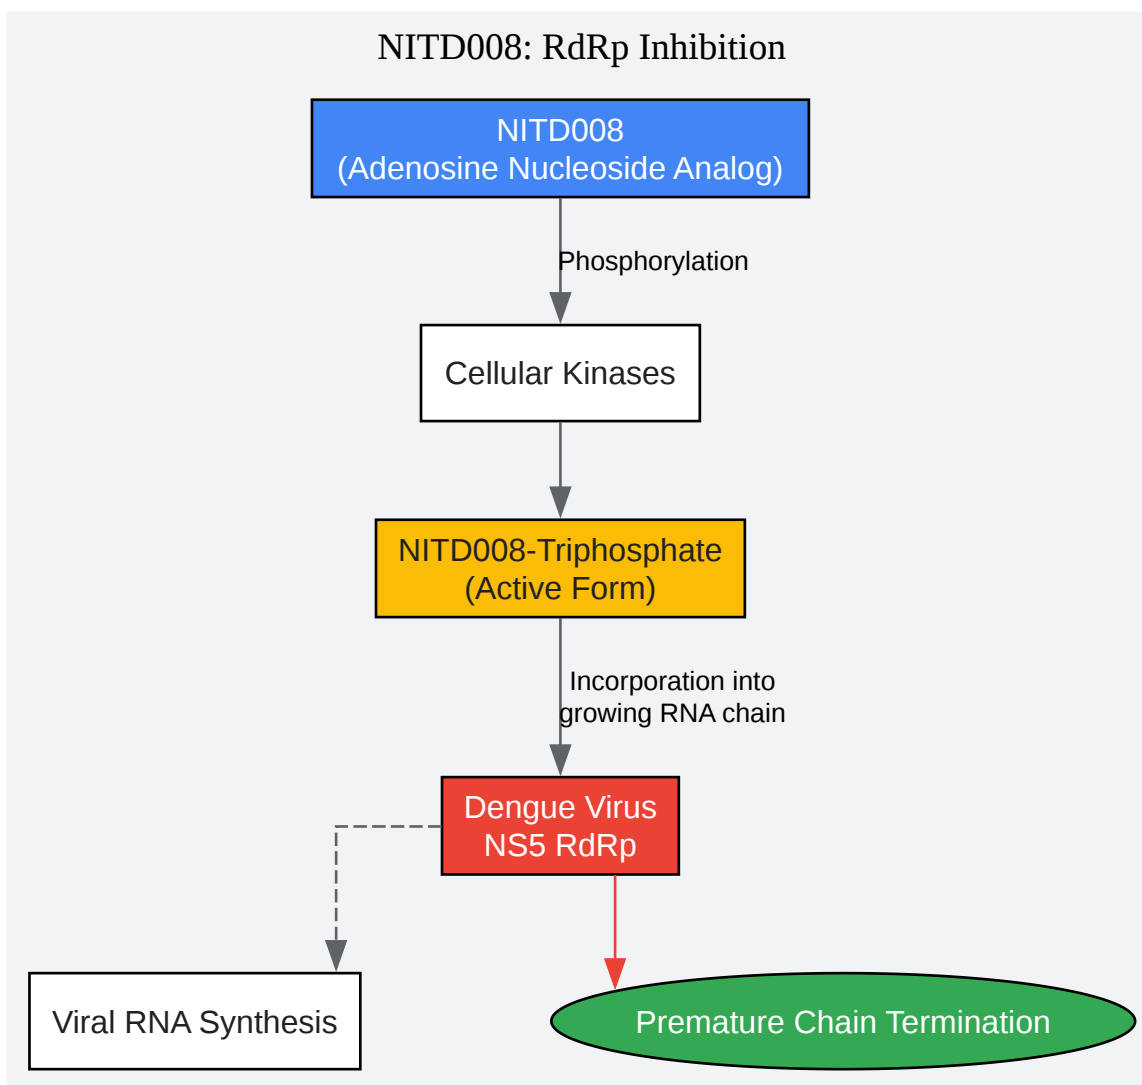 NITD008: RdRp Inhibition
NITD008
(Adenosine Nucleoside Analog)
Phosphorylation
Cellular Kinases
NITD008-Triphosphate
(Active Form)
Incorporation into
growing RNA chain
Dengue Virus
NS5 RdRp
Viral RNA Synthesis
Premature Chain Termination